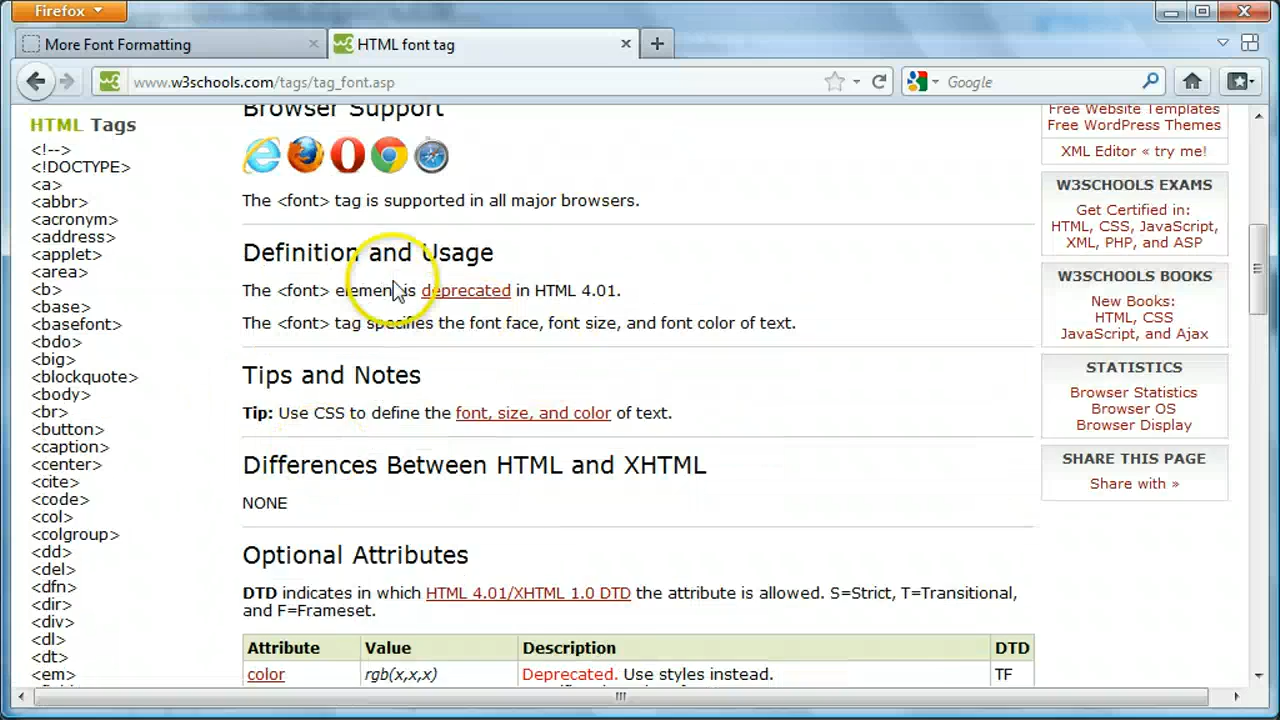 Firefox
More Font Formatting
HTML font tag
www.w3schools.com/tags/tag_font.asp
Google
HTML Tags
<!-->
<!DOCTYPE>
<a>
<abbr>
<acronym>
<address>
<applet>
<area>
<b>
<base>
<basefont>
<bdo>
<big>
<blockquote>
<body>
<br>
<button>
<caption>
<center>
<cite>
<code>
<col>
<colgroup>
<dd>
<del>
<dfn>
<dir>
<div>
<dl>
<dt>
<em>
Browser Support
The <font> tag is supported in all major browsers.
Definition and Usage
The <font> element is deprecated in HTML 4.01.
The <font> tag specifies the font face, font size, and font color of text.
Tips and Notes
Tip: Use CSS to define the font, size, and color of text.
Differences Between HTML and XHTML
NONE
Optional Attributes
DTD indicates in which HTML 4.01/XHTML 1.0 DTD the attribute is allowed. S=Strict, T=Transitional,
and F=Frameset.
Attribute Value Description DTD
color rgb(x,x,x) Deprecated. Use styles instead. TF
Free Website Templates
Free WordPress Themes
XML Editor « try me!
W3SCHOOLS EXAMS
Get Certified in:
HTML, CSS, JavaScript,
XML, PHP, and ASP
W3SCHOOLS BOOKS
New Books:
HTML, CSS
JavaScript, and Ajax
STATISTICS
Browser Statistics
Browser OS
Browser Display
SHARE THIS PAGE
Share with »